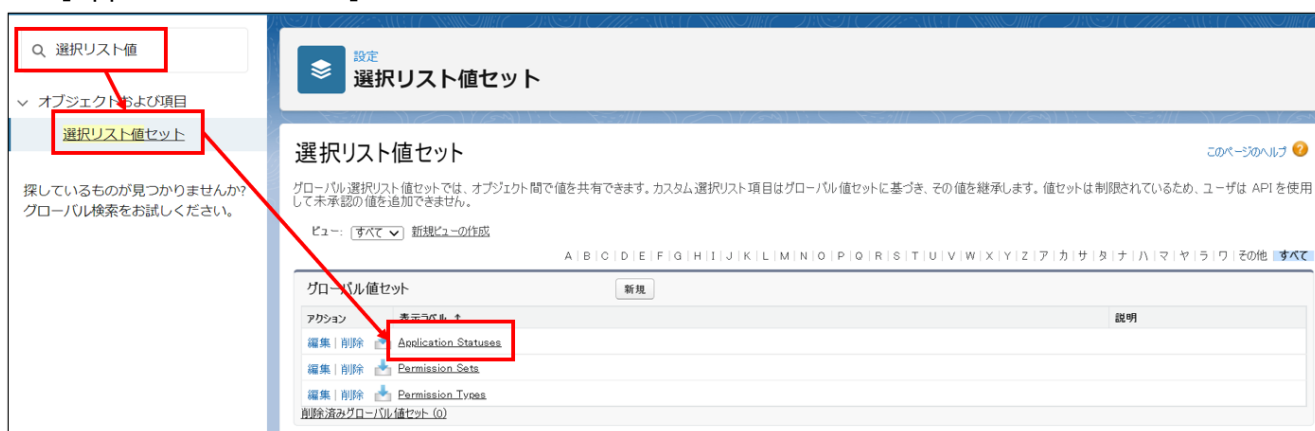 選択リスト値
オブジェクトおよび項目
選択リスト値セット
探しているものが見つかりませんか?
グローバル検索をお試しください。
設定
選択リスト値セット
選択リスト値セット
このページのヘルプ
グローバル選択リスト値セットでは、オブジェクト間で値を共有できます。カスタム選択リスト項目はグローバル値セットに基づき、その値を継承します。値セットは制限されているため、ユーザは API を使用
して未承認の値を追加できません。
ビュー: すべて 新規ビューの作成
A | B | C | D | E | F | G | H | I | J | K | L | M | N | O | P | Q | R | S | T | U | V | W | X | Y | Z | ア | カ | サ | タ | ナ | ハ | マ | ヤ | ラ | ワ | その他 | すべて
グローバル値セット 新規
アクション 表示ラベル ↑ 説明
編集 | 削除 Application Statuses
編集 | 削除 Permission Sets
編集 | 削除 Permission Types
削除済みグローバル値セット (0)